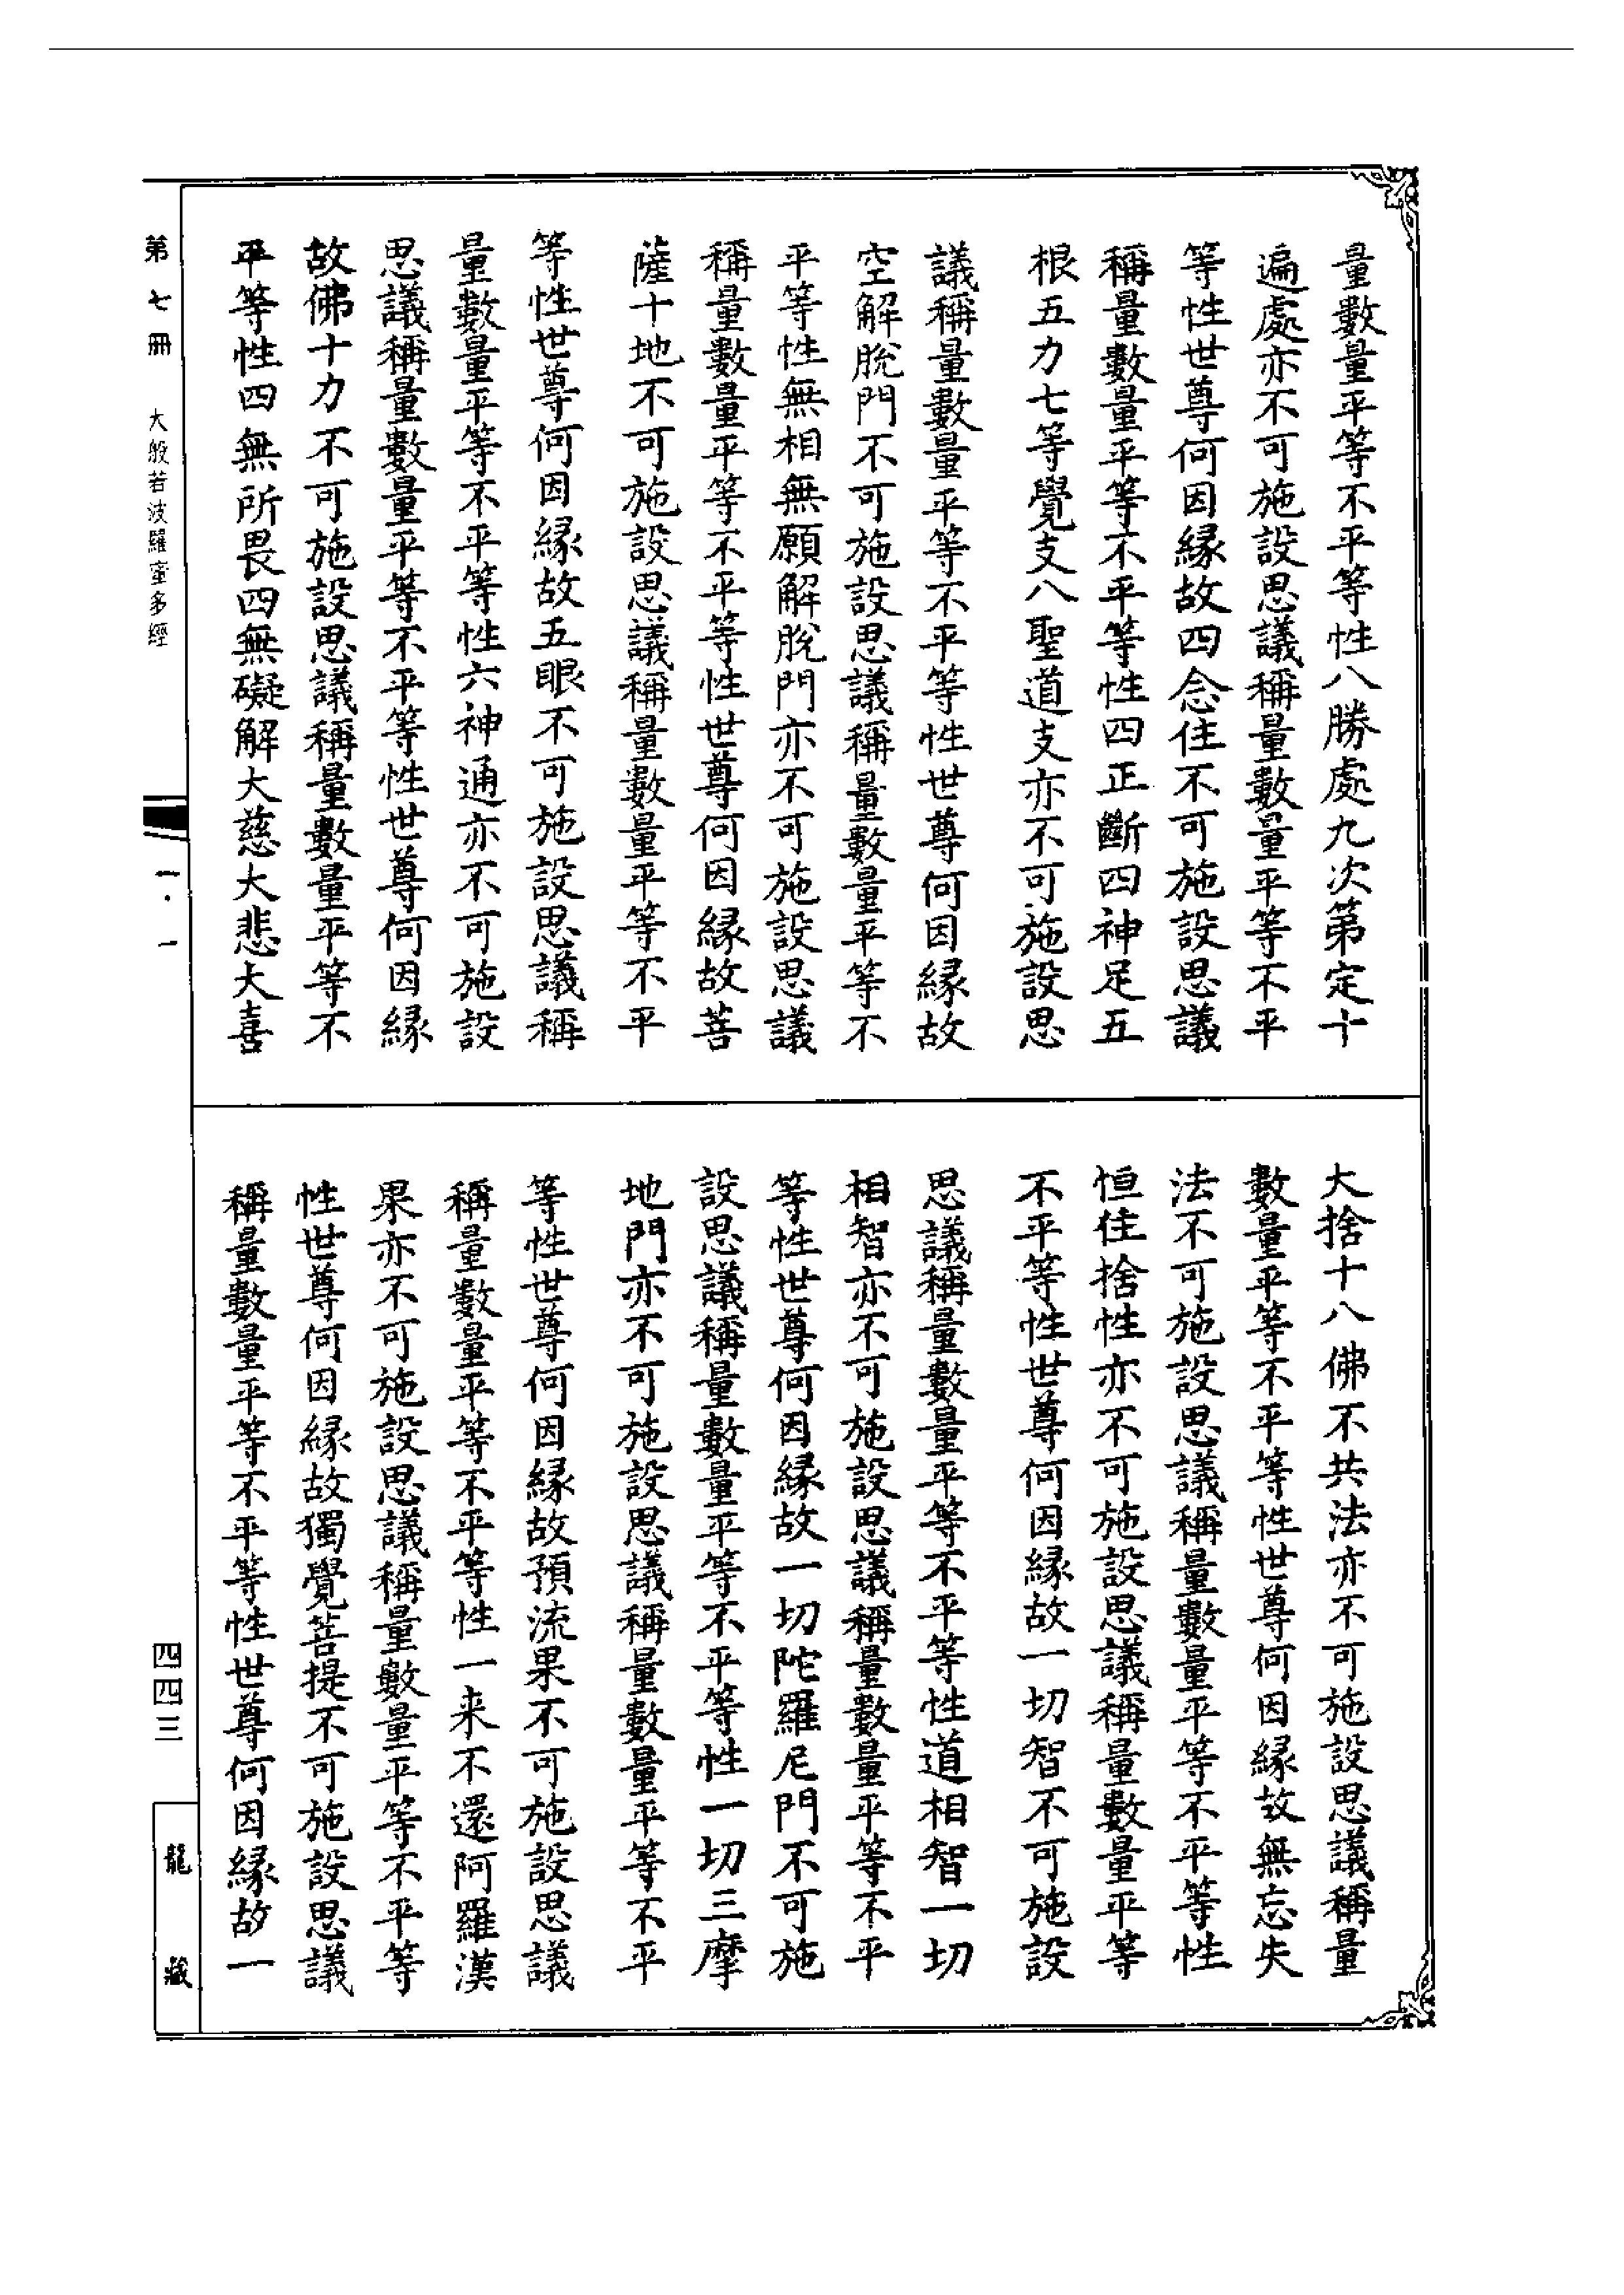 量數量平等不平等性八勝處九次第定十
遍處亦不可施設思議稱量數量平等不平
等性世尊何因緣故四念住不可施設思議
稱量數量平等不平等性四正斷四神足五
根五力七等覺支八聖道支亦不可施設思
議稱量數量平等不平等性世尊何因緣故
空解脫門不可施設思議稱量數量平等不
平等性無相無願解脫門亦不可施設思議
稱量數量平等不平等性世尊何因緣故菩
薩十地不可施設思議稱量數量平等不平
等性世尊何因緣故五眼不可施設思議稱
量數量平等不平等性六神通亦不可施設
思議稱量數量平等不平等性世尊何因緣
故佛十力不可施設思議稱量數量平等不
平等性四無所畏四無礙解大慈大悲大喜
大捨十八佛不共法亦不可施設思議稱量
數量平等不平等性世尊何因緣故無忘失
法不可施設思議稱量數量平等不平等性
恒住捨性亦不可施設思議稱量數量平等
不平等性世尊何因緣故一切智不可施設
思議稱量數量平等不平等性道相智一切
相智亦不可施設思議稱量數量平等不平
等性世尊何因緣故一切陀羅尼門不可施
設思議稱量數量平等不平等性一切三摩
地門亦不可施設思議稱量數量平等不平
等性世尊何因緣故預流果不可施設思議
稱量數量平等不平等性一来不還阿羅漢
果亦不可施設思議稱量數量平等不平等
性世尊何因緣故獨覺菩提不可施設思議
稱量數量平等不平等性世尊何因緣故一
第七冊 大般若波羅蜜多經
一·一
四四三
龍藏